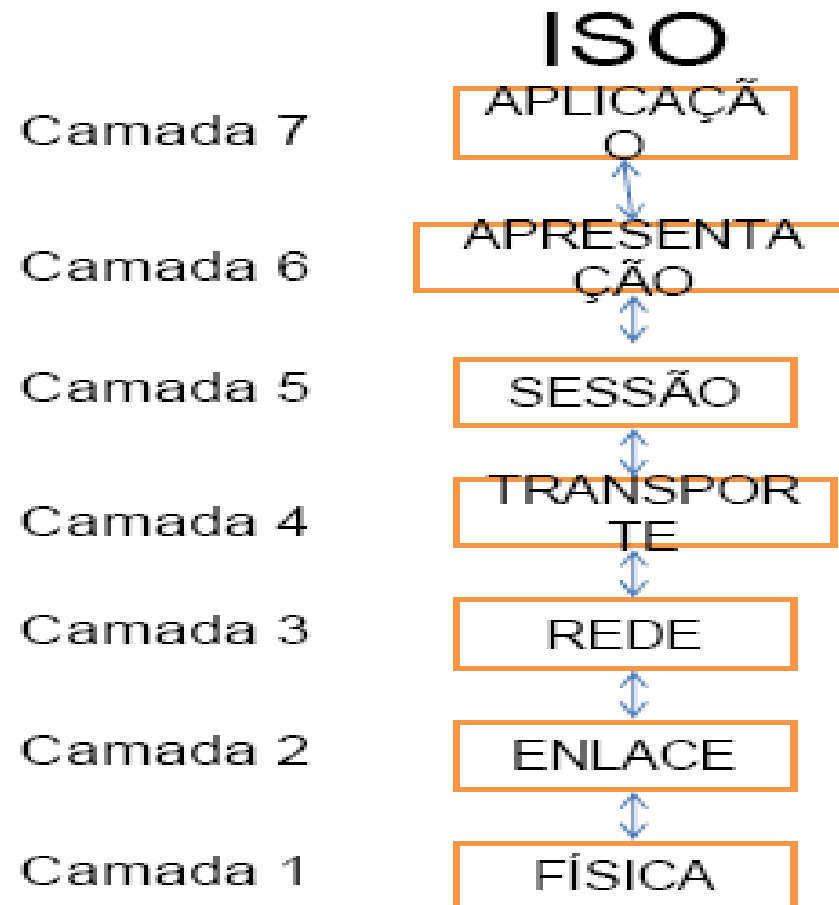 ISO
Camada 7
APLICAÇÃ
O
Camada 6
APRESENTA
ÇÃO
Camada 5
SESSÃO
Camada 4
TRANSPOR
TE
Camada 3
REDE
Camada 2
ENLACE
Camada 1
FÍSICA